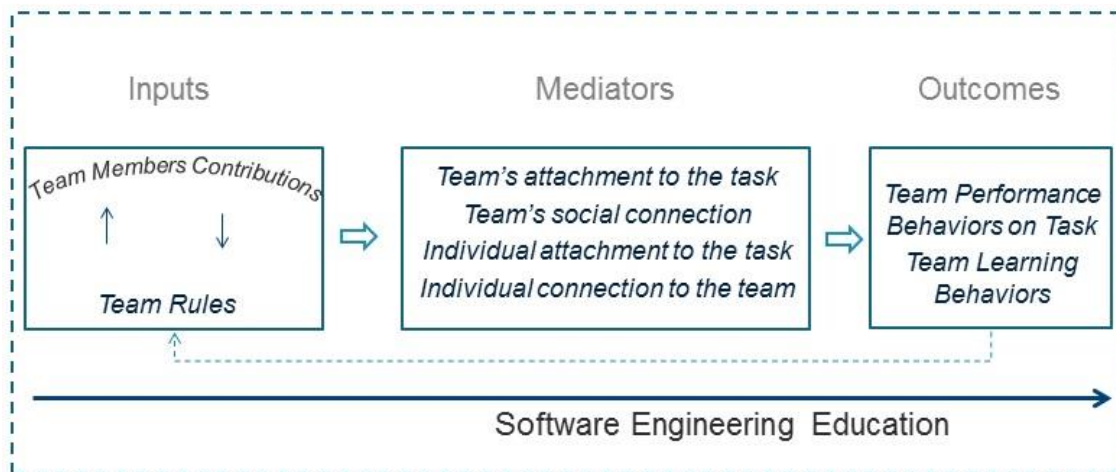 Inputs
Mediators
Outcomes
Team Members Contributions
Team Rules
Team's attachment to the task
Team's social connection
Individual attachment to the task
Individual connection to the team
Team Performance
Behaviors on Task
Team Learning
Behaviors
Software Engineering Education